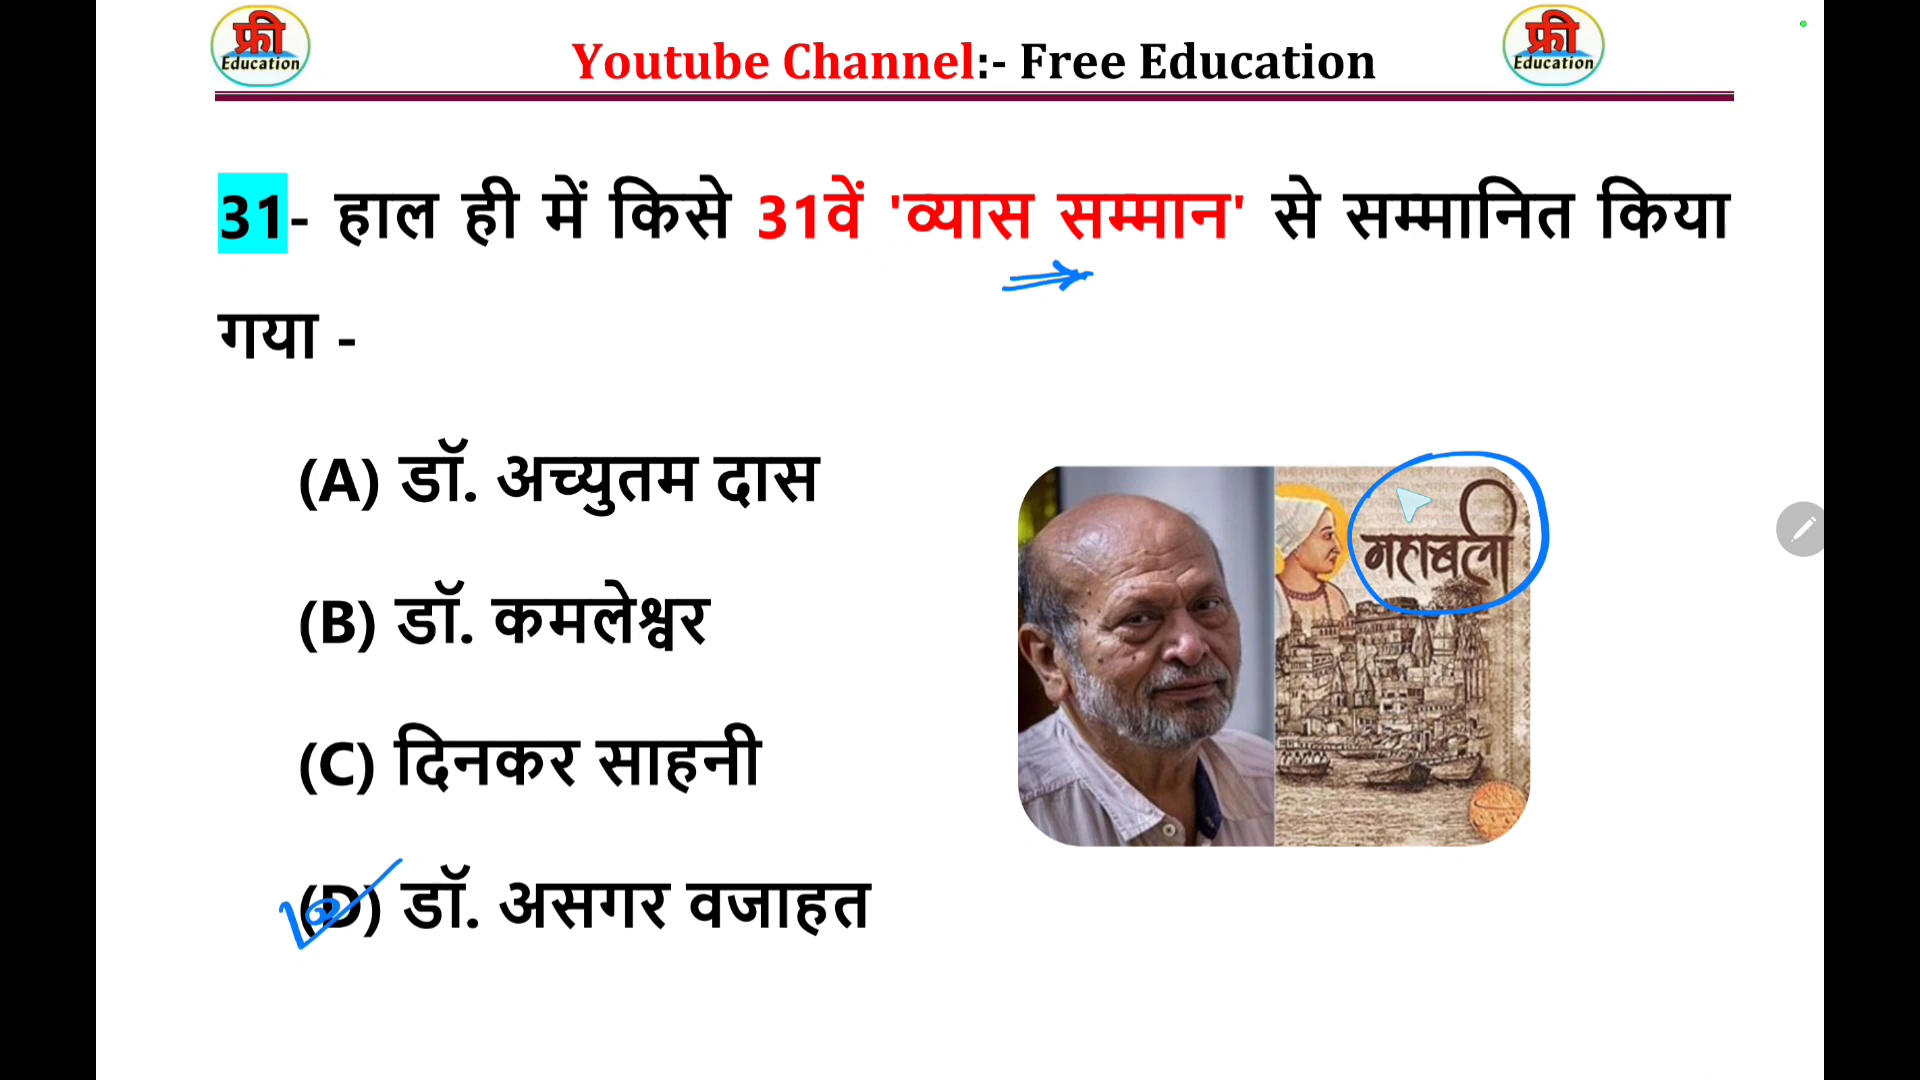 फ्री
Education
Youtube Channel:- Free Education
फ्री
Education
31- हाल ही में किसे 31वें 'व्यास सम्मान' से सम्मानित किया
गया -
(A) डॉ. अच्युतम दास
(B) डॉ. कमलेश्वर
महाबली
(C) दिनकर साहनी
(D) डॉ. असगर वजाहत